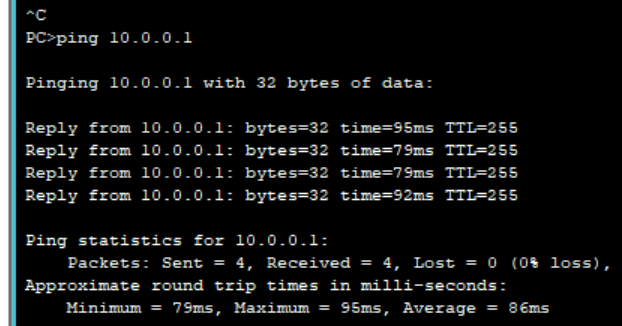 ^C
PC>ping 10.0.0.1
Pinging 10.0.0.1 with 32 bytes of data:
Reply from 10.0.0.1: bytes=32 time=95ms TTL=255
Reply from 10.0.0.1: bytes=32 time=79ms TTL=255
Reply from 10.0.0.1: bytes=32 time=79ms TTL=255
Reply from 10.0.0.1: bytes=32 time=92ms TTL=255
Ping statistics for 10.0.0.1:
    Packets: Sent = 4, Received = 4, Lost = 0 (0% loss),
Approximate round trip times in milli-seconds:
    Minimum = 79ms, Maximum = 95ms, Average = 86ms